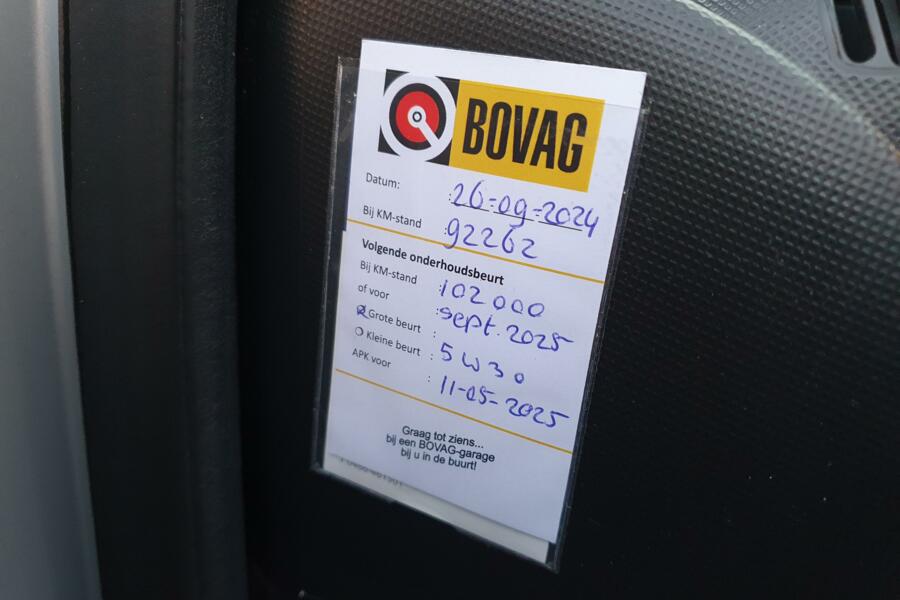 BOVAG
Datum: :26-09-2024
Bij KM-stand :92262
Volgende onderhoudsbeurt
Bij KM-stand :102000
of voor :sept. 2025
Grote beurt :
Kleine beurt : 5W30
APK voor : 11-05-2025
Graag tot ziens...
bij een BOVAG-garage
bij u in de buurt!